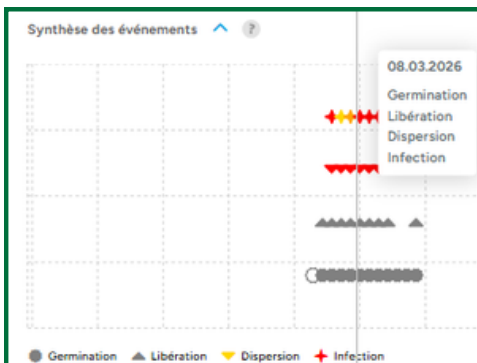 Synthèse des événements ?
08.03.2026
Germination
Libération
Dispersion
Infection
Germination Libération Dispersion Infection